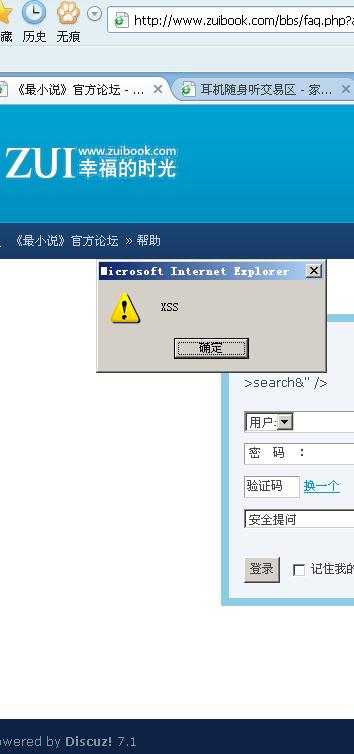 藏 历史 无痕
http://www.zuibook.com/bbs/faq.php?a
《最小说》官方论坛 - ...
耳机随身听交易区 - 家...
ZUI www.zuibook.com
幸福的时光
《最小说》官方论坛 » 帮助
Microsoft Internet Explorer
XSS
确定
>search&" />
用户:
密 码 :
验证码 换一个
安全提问
登录 记住我的
owered by Discuz! 7.1